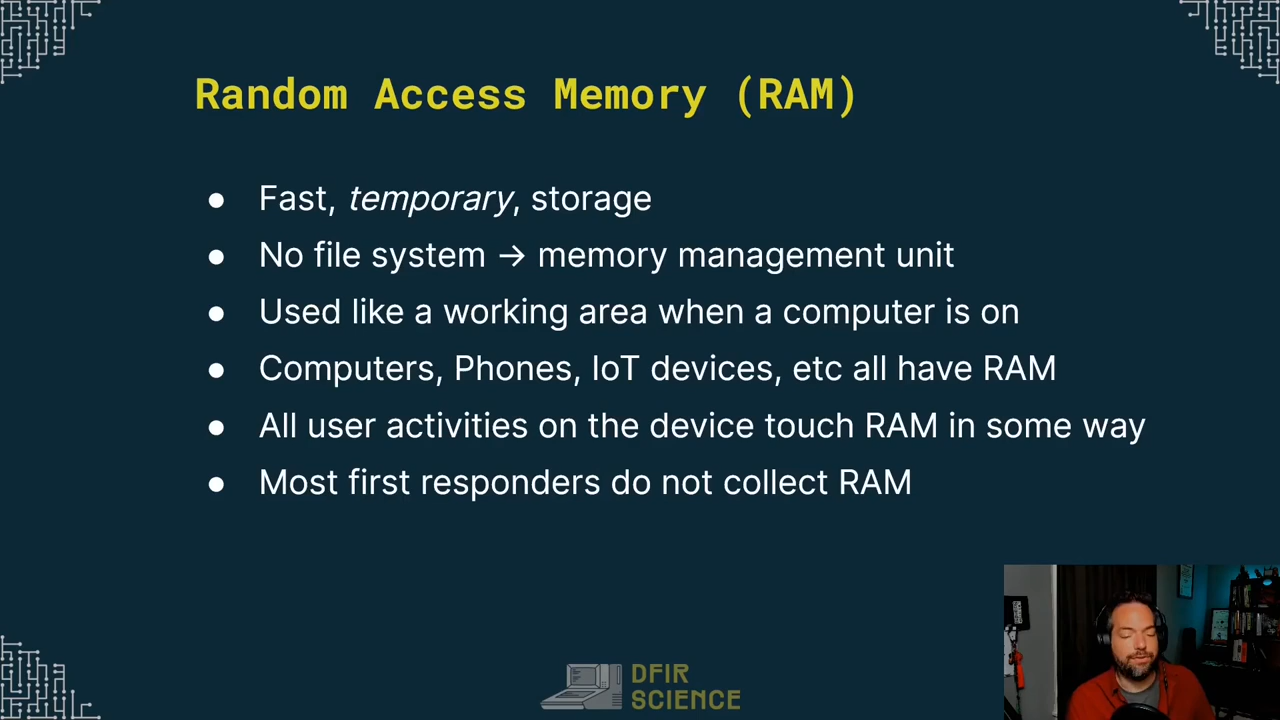 Random Access Memory (RAM)
● Fast, temporary, storage
● No file system → memory management unit
● Used like a working area when a computer is on
● Computers, Phones, IoT devices, etc all have RAM
● All user activities on the device touch RAM in some way
● Most first responders do not collect RAM
DFIR
SCIENCE